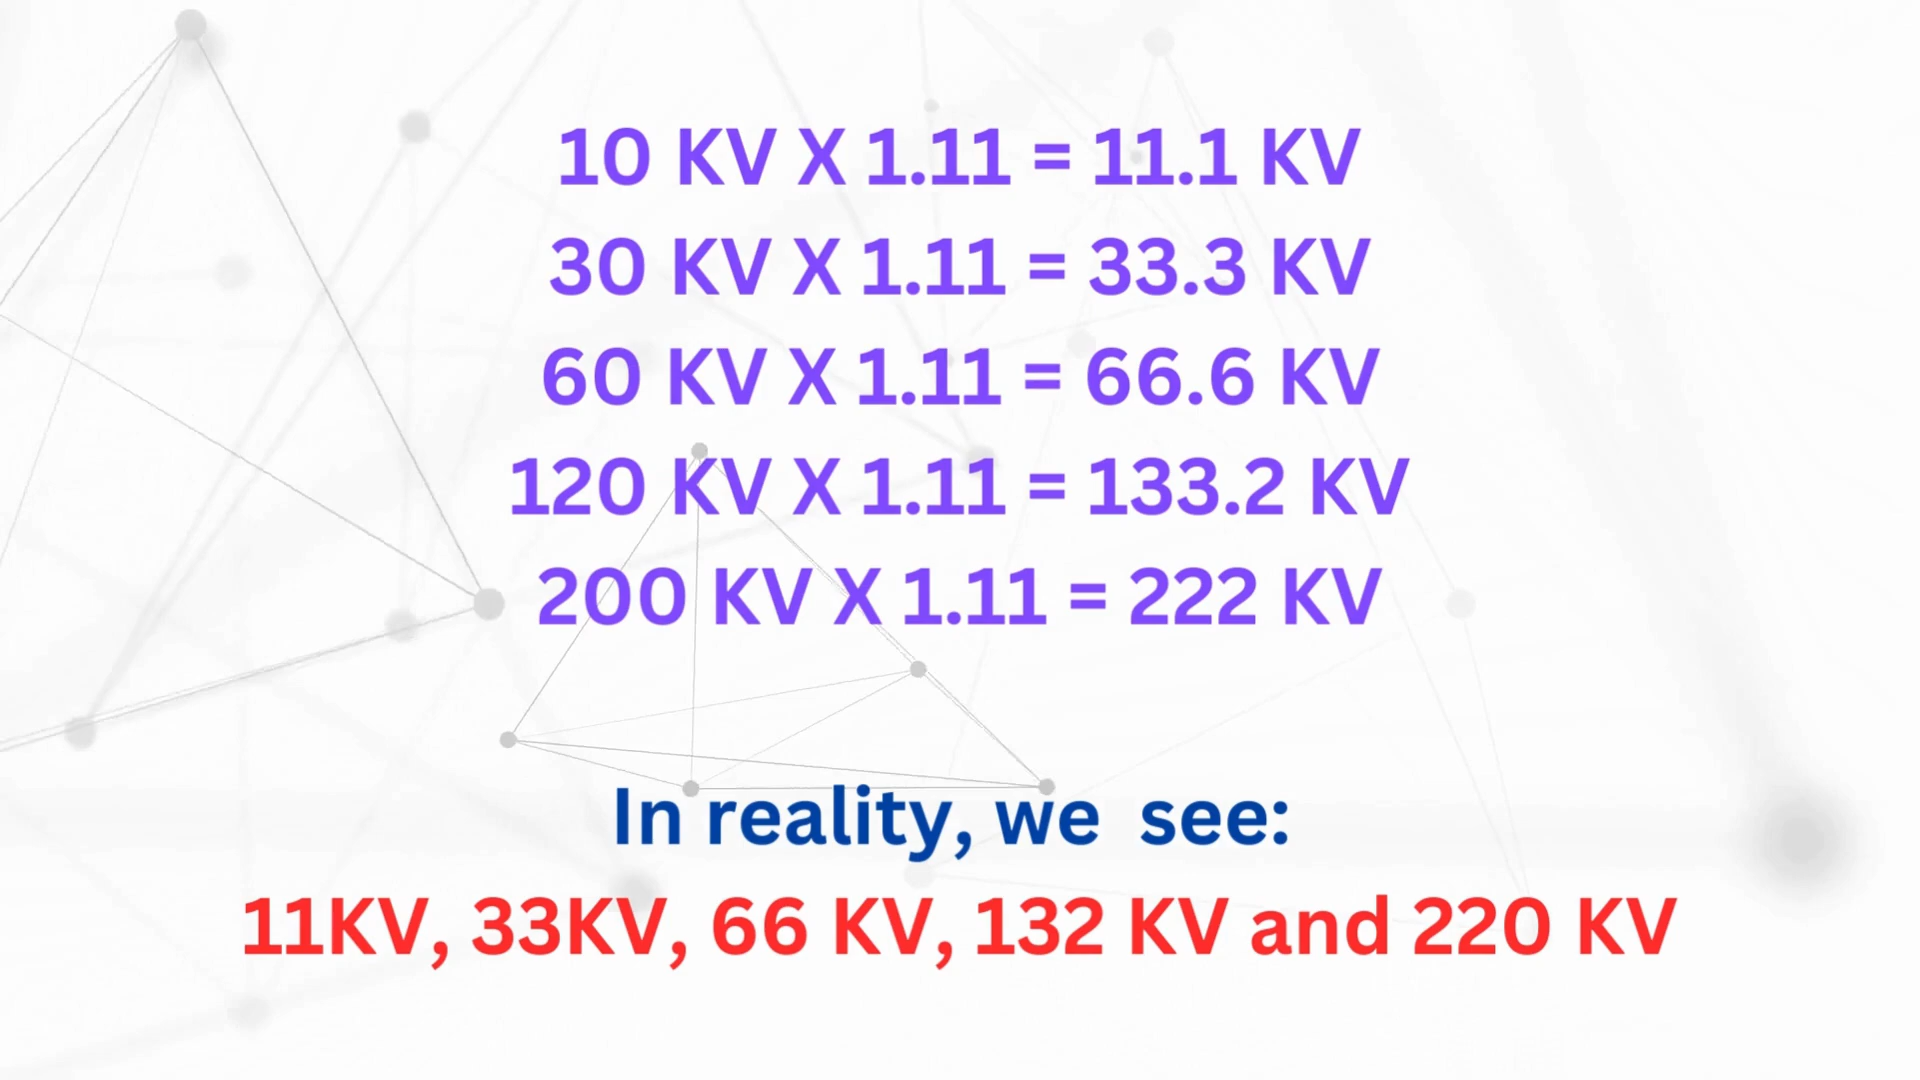 10 KV X 1.11 = 11.1 KV
30 KV X 1.11 = 33.3 KV
60 KV X 1.11 = 66.6 KV
120 KV X 1.11 = 133.2 KV
200 KV X 1.11 = 222 KV
In reality, we see:
11KV, 33KV, 66 KV, 132 KV and 220 KV